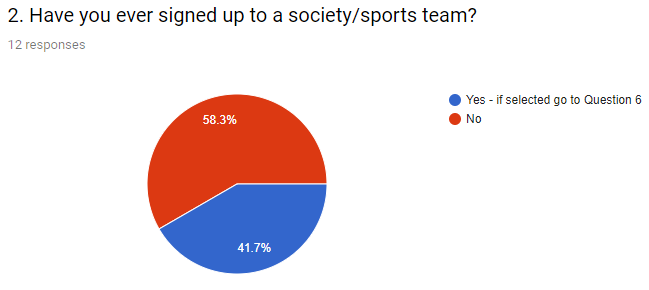 2. Have you ever signed up to a society/sports team?
12 responses
Yes - if selected go to Question 6
No
58.3%
41.7%